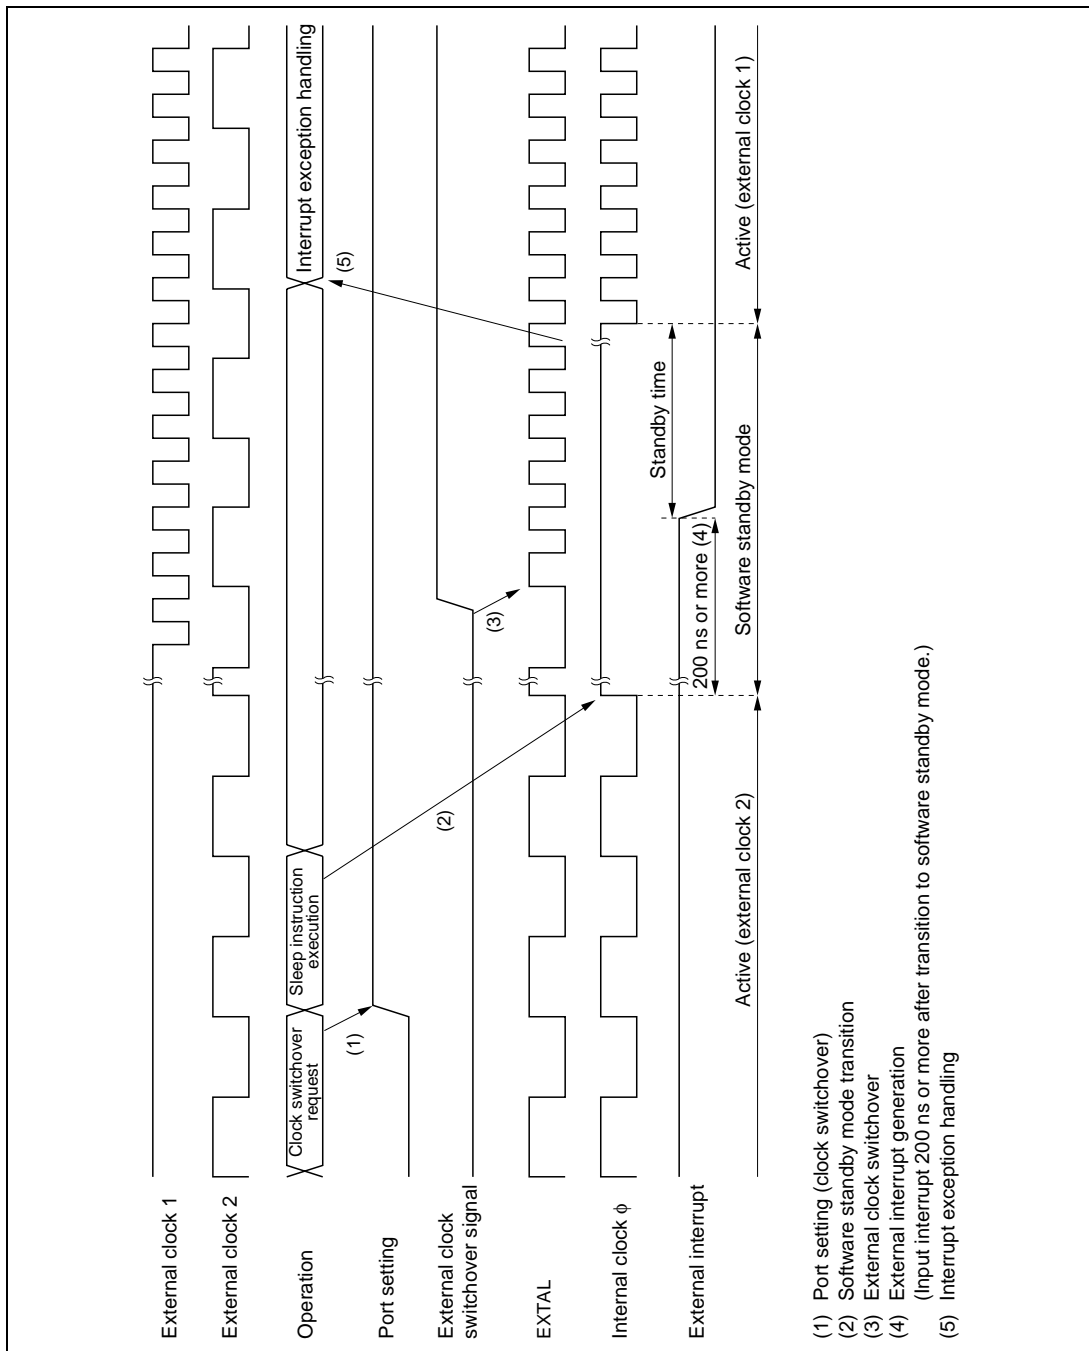 External clock 1
External clock 2
Operation
Clock switchover
request
Sleep instruction
execution
Interrupt exception handling
Port setting
(1)
External clock
switchover signal
(2)
(3)
(5)
EXTAL
Internal clock φ
External interrupt
200 ns or more (4)
Standby time
Active (external clock 2)
Software standby mode
Active (external clock 1)
(1) Port setting (clock switchover)
(2) Software standby mode transition
(3) External clock switchover
(4) External interrupt generation
(Input interrupt 200 ns or more after transition to software standby mode.)
(5) Interrupt exception handling